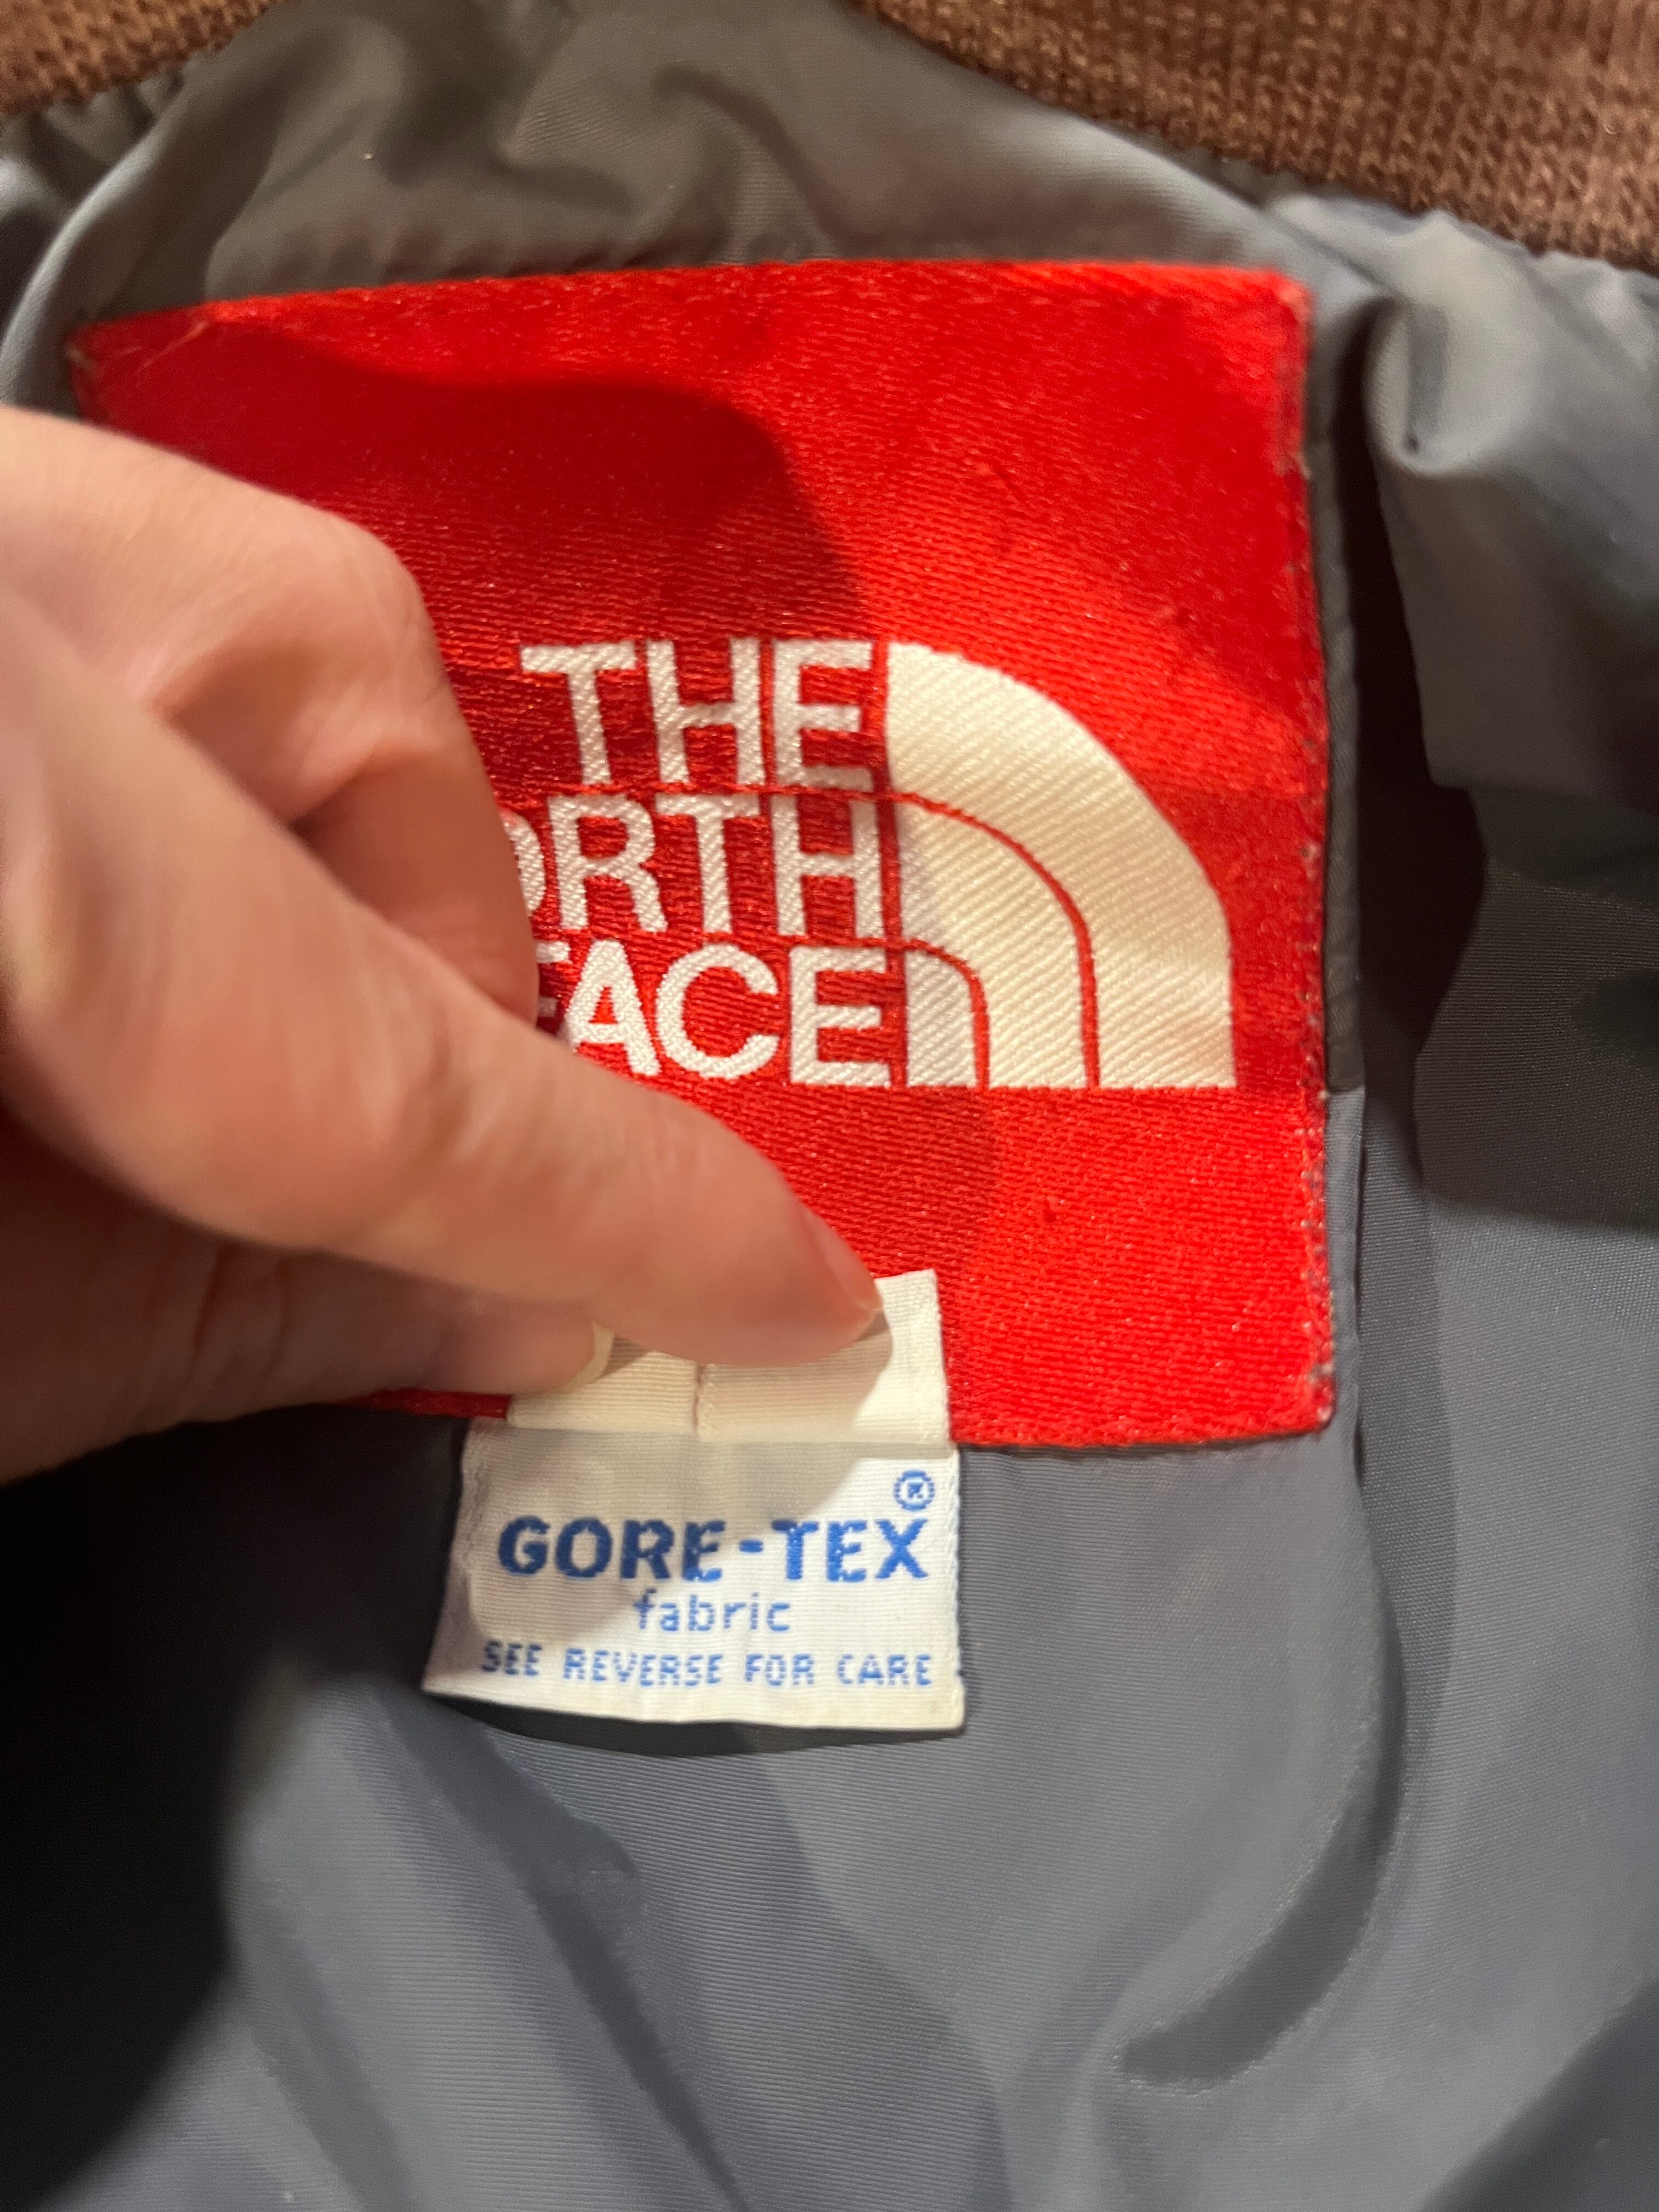 THE
ORTH
FACE
GORE-TEX®
fabric
SEE REVERSE FOR CARE